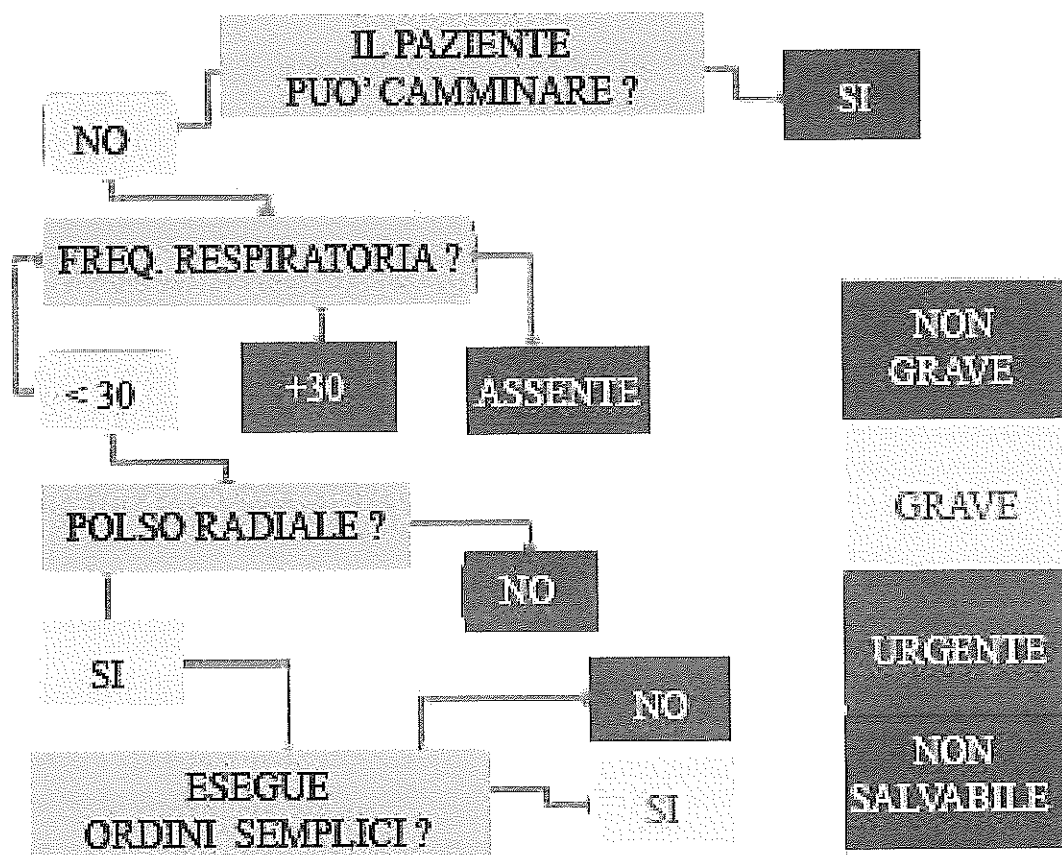 IL PAZIENTE
PUO' CAMMINARE ?
SI
NO
FREQ. RESPIRATORIA ?
< 30
+30
ASSENTE
POLSO RADIALE ?
NO
SI
NO
ESEGUE
ORDINI SEMPLICI ?
SI
NON
GRAVE
GRAVE
URGENTE
NON
SALVABILE